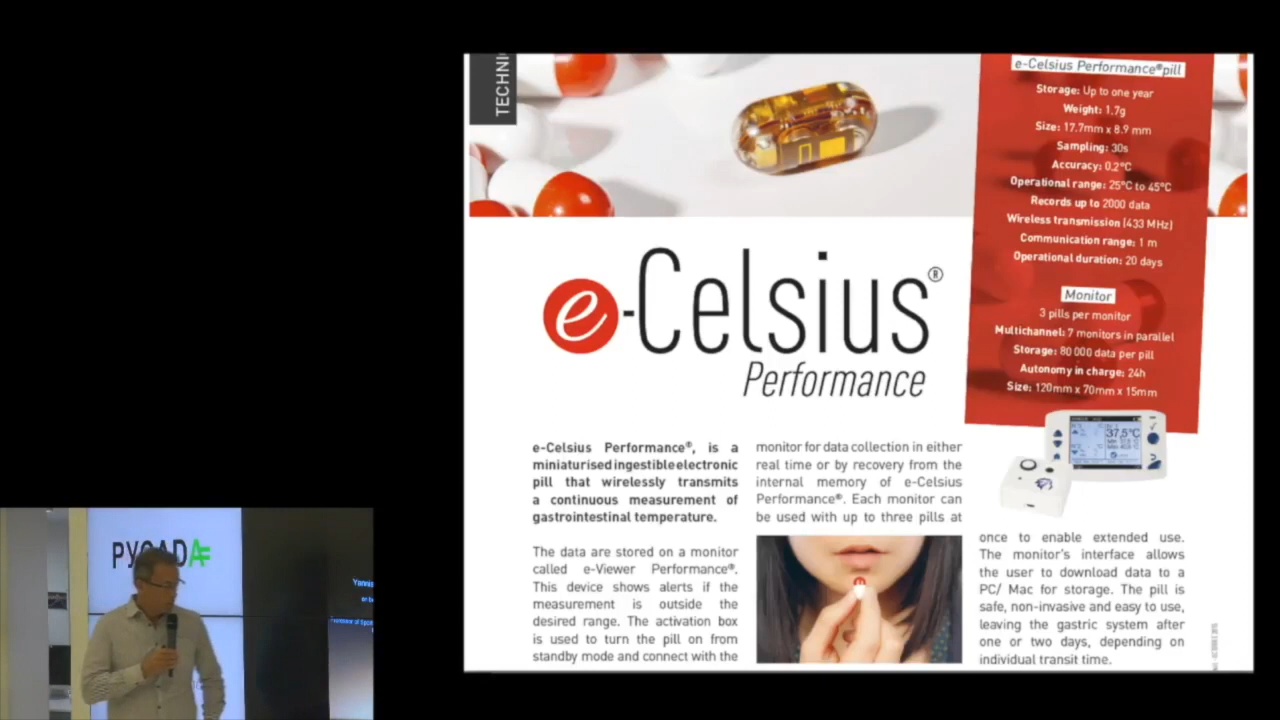 TECHNI
e-Celsius Performance® pill
Storage: Up to one year
Weight: 1.7g
Size: 17.7mm x 8.9 mm
Sampling: 30s
Accuracy: 0.2°C
Operational range: 25°C to 45°C
Records up to 2000 data
Wireless transmission (433 MHz)
Communication range: 1 m
Operational duration: 20 days
Monitor
3 pills per monitor
Multichannel: 7 monitors in parallel
Storage: 80 000 data per pill
Autonomy in charge: 24h
Size: 120mm x 70mm x 15mm
e-Celsius®
Performance
e-Celsius Performance®, is a
miniaturised ingestible electronic
pill that wirelessly transmits
a continuous measurement of
gastrointestinal temperature.
The data are stored on a monitor
called e-Viewer Performance®.
This device shows alerts if the
measurement is outside the
desired range. The activation box
is used to turn the pill on from
standby mode and connect with the
monitor for data collection in either
real time or by recovery from the
internal memory of e-Celsius
Performance®. Each monitor can
be used with up to three pills at
37,5°C
once to enable extended use.
The monitor's interface allows
the user to download data to a
PC/ Mac for storage. The pill is
safe, non-invasive and easy to use,
leaving the gastric system after
one or two days, depending on
individual transit time.
Yannis